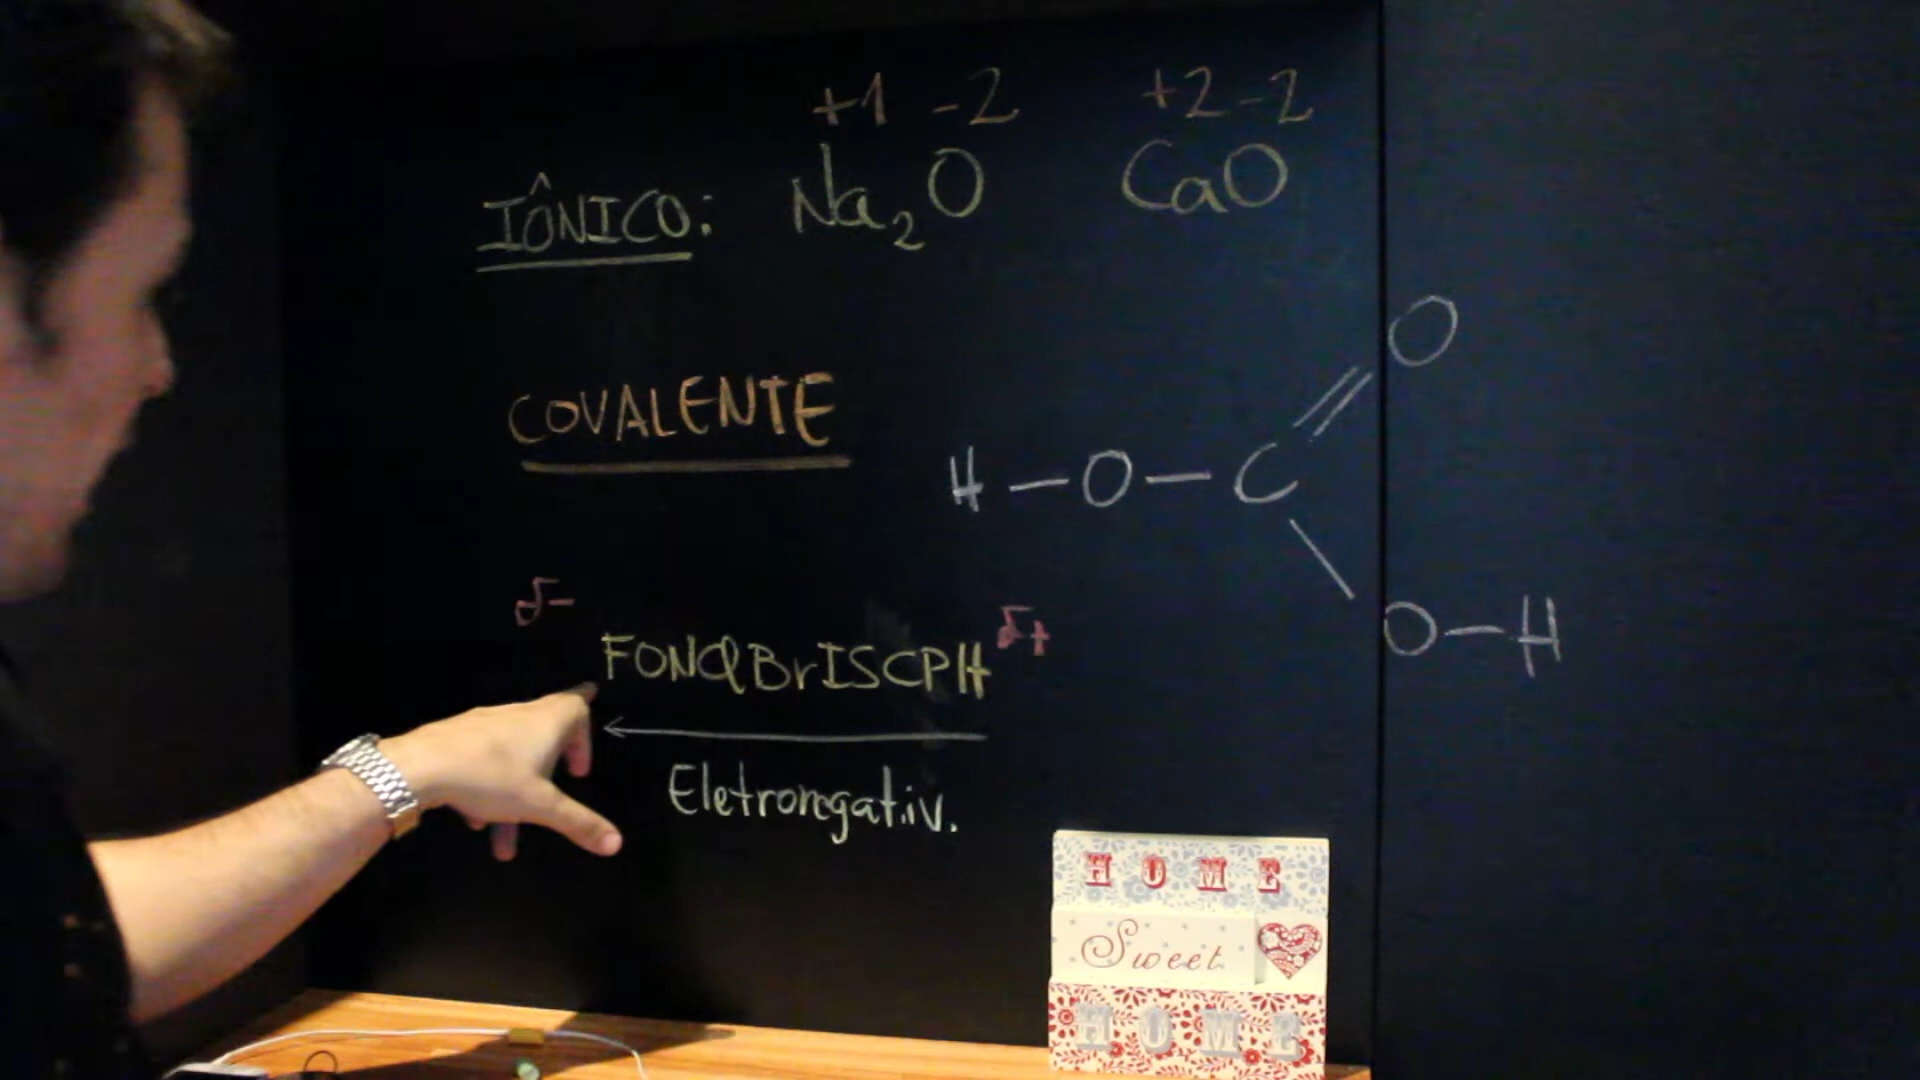 +1 -2 +2 -2
IÔNICO: Na2O CaO
O
COVALENTE
H-O-C
δ- δ+
FONClBrISCPH
O-H
Eletronegativ.
HOME
Sweet
HOME